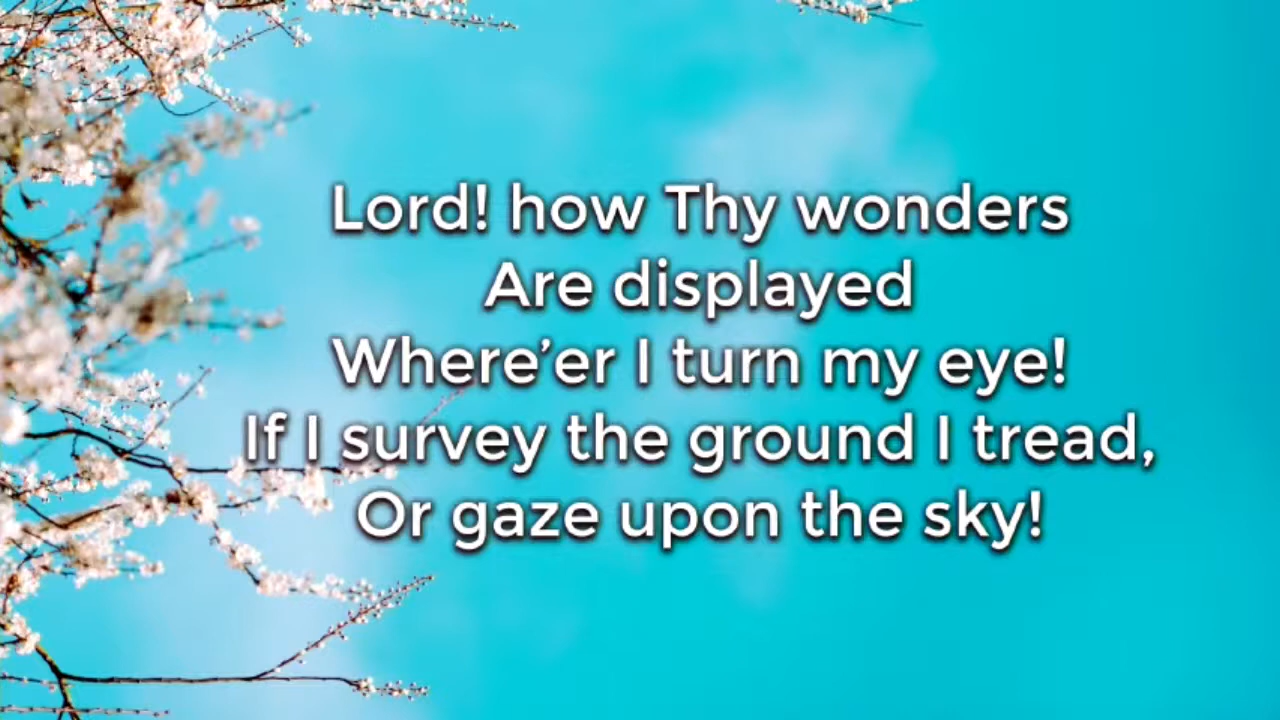 Lord! how Thy wonders
Are displayed
Where’er I turn my eye!
If I survey the ground I tread,
Or gaze upon the sky!